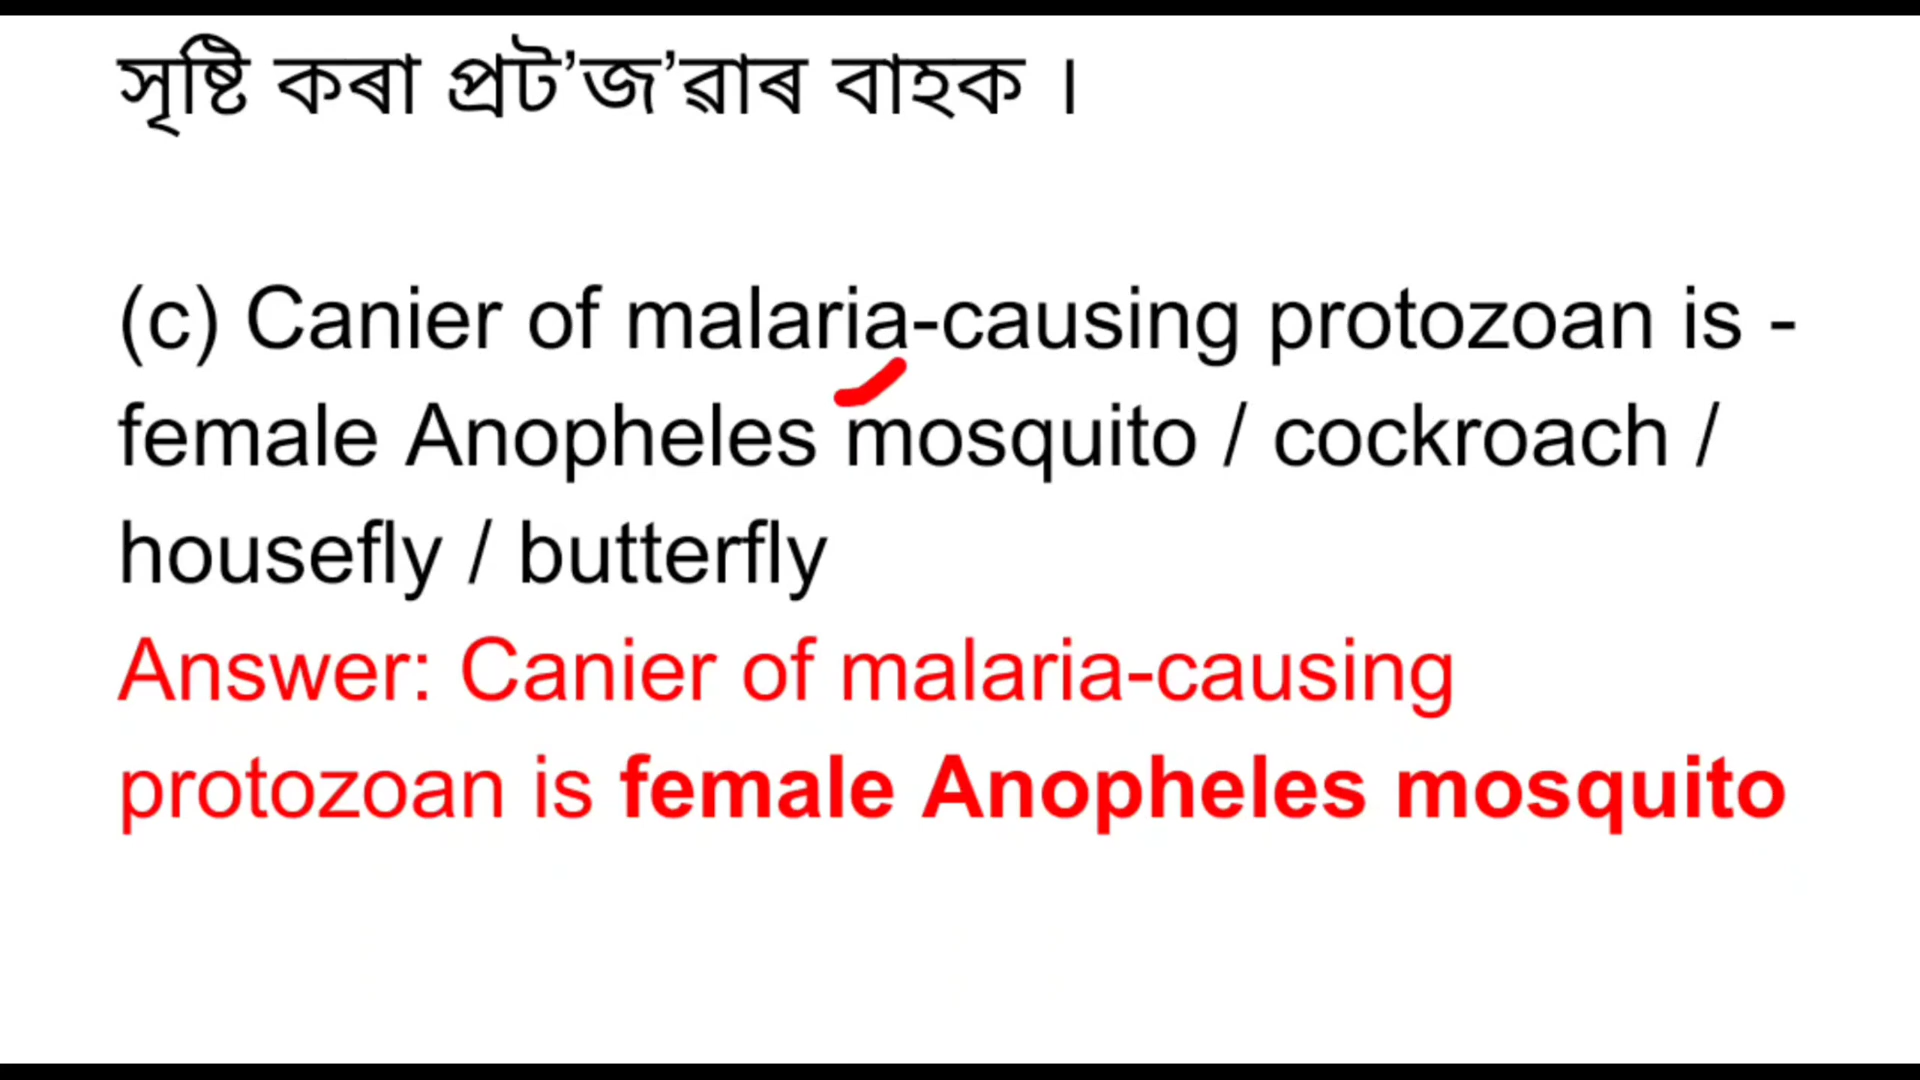 সৃষ্টি কৰা প্ৰট’জ’ৱাৰ বাহক ।
(c) Canier of malaria-causing protozoan is -
female Anopheles mosquito / cockroach /
housefly / butterfly
Answer: Canier of malaria-causing
protozoan is female Anopheles mosquito